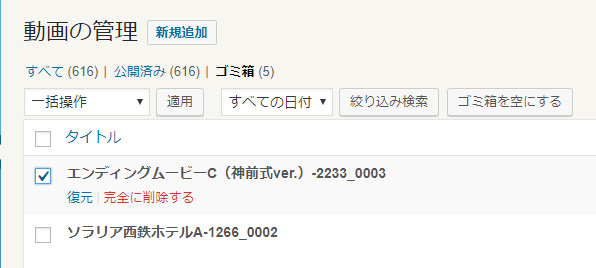 動画の管理 新規追加
すべて (616) | 公開済み (616) | ゴミ箱 (5)
一括操作 適用 すべての日付 絞り込み検索 ゴミ箱を空にする
タイトル
エンディングムービーC（神前式ver.）-2233_0003
復元 | 完全に削除する
ソラリア西鉄ホテルA-1266_0002